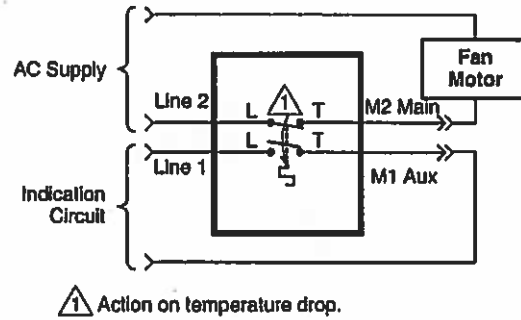 AC Supply
Fan
Motor
Line 2
L
1
T
M2 Main
L
T
Line 1
M1 Aux
Indication
Circuit
1 Action on temperature drop.